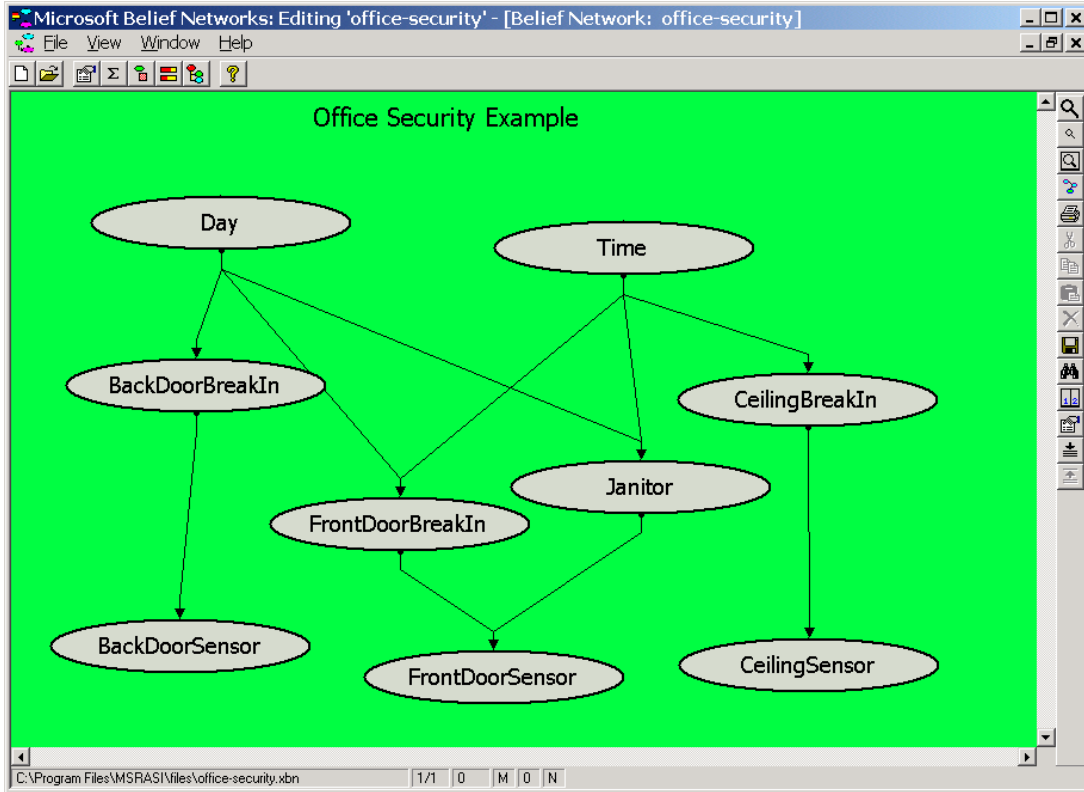 Microsoft Belief Networks: Editing 'office-security' - [Belief Network: office-security]
File View Window Help
Office Security Example
Day
Time
BackDoorBreakIn
CeilingBreakIn
Janitor
FrontDoorBreakIn
BackDoorSensor
CeilingSensor
FrontDoorSensor
C:\Program Files\MSRASI\files\office-security.xbn 1/1 0 M 0 N